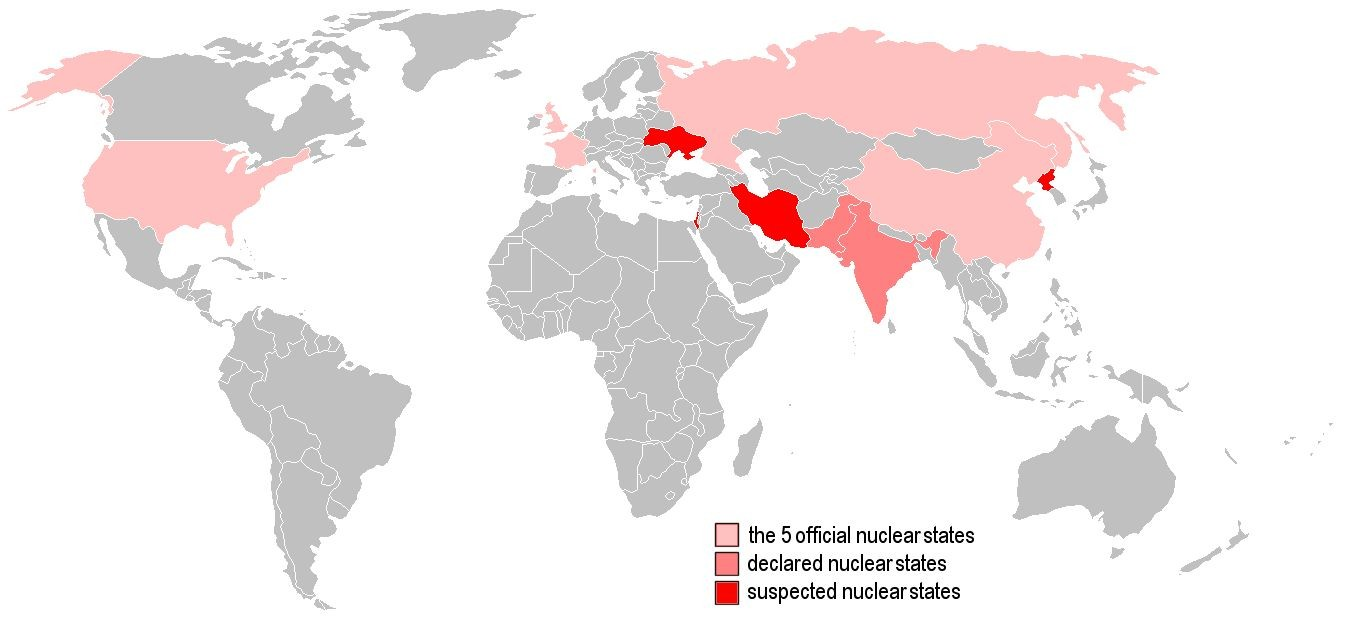 the 5 official nuclear states
declared nuclear states
suspected nuclear states